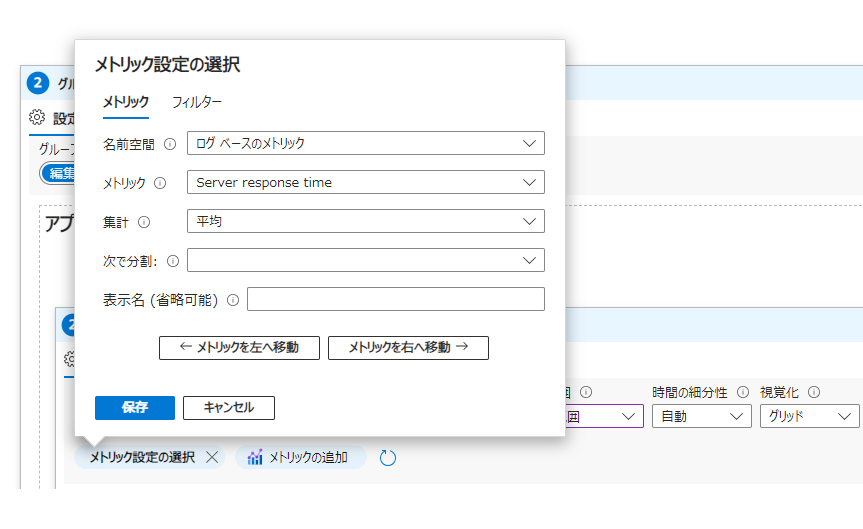 メトリック設定の選択
メトリック フィルター
名前空間 ログ ベースのメトリック
メトリック Server response time
集計 平均
次で分割:
表示名 (省略可能)
← メトリックを左へ移動 メトリックを右へ移動 →
保存 キャンセル
2 グル
設定
グループ
編集
アプ
2
囲 時間の細分性 視覚化
囲 自動 グリッド
メトリック設定の選択 メトリックの追加